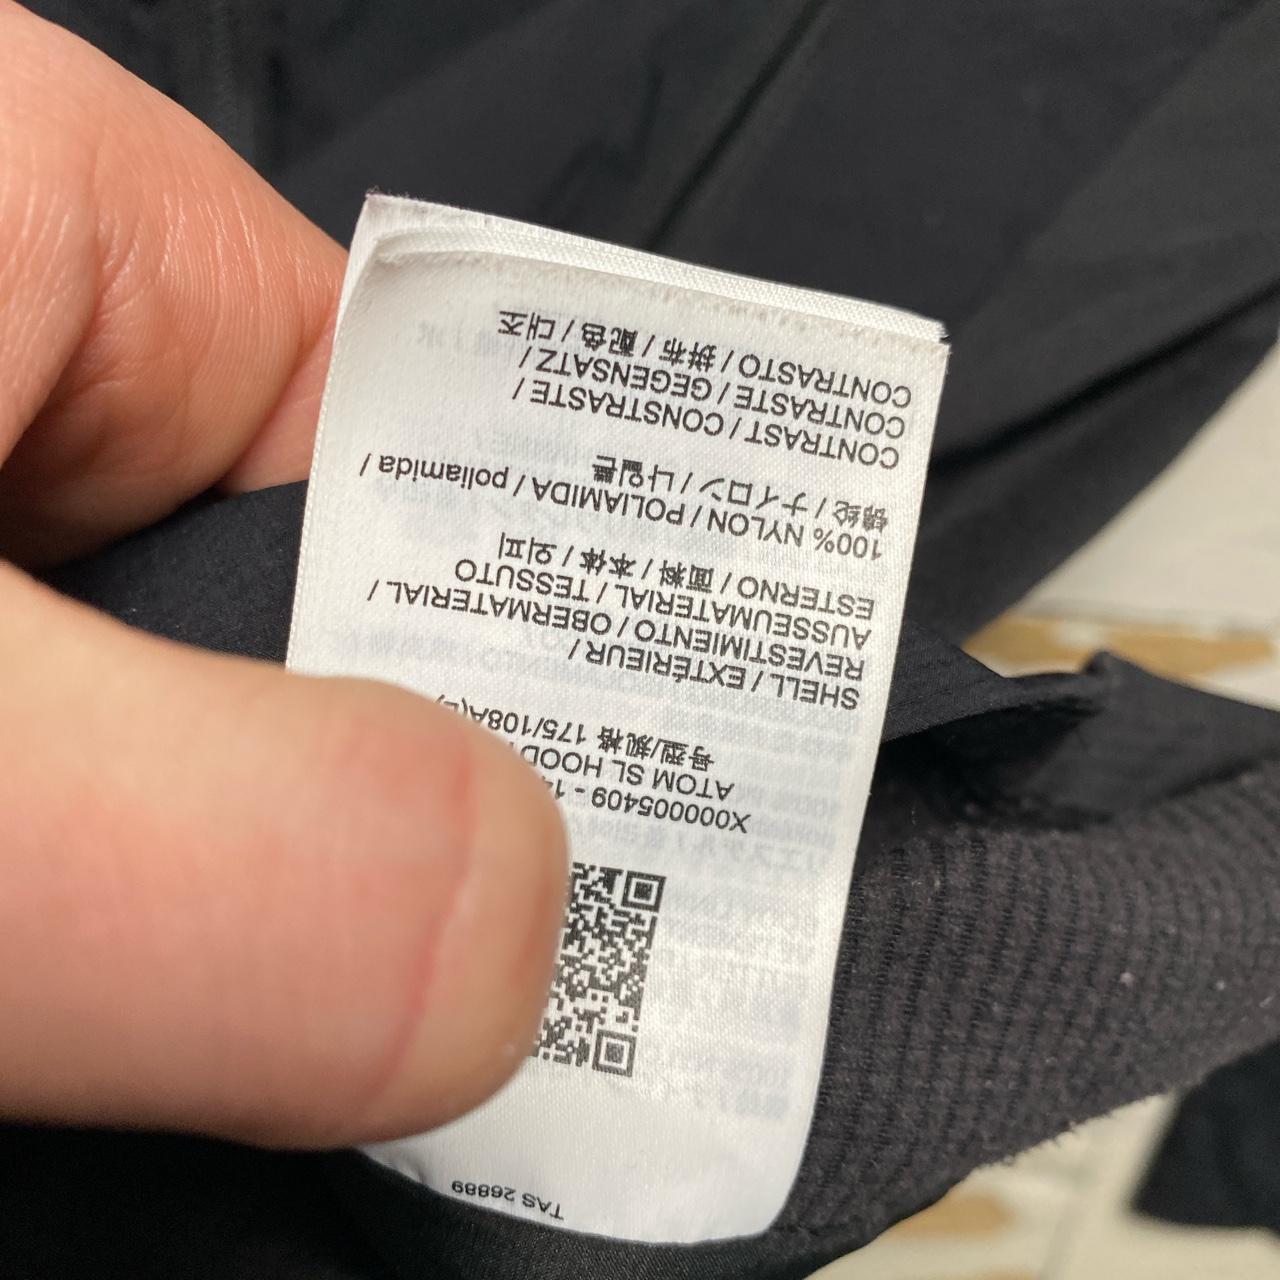 TAS 26889
X000005409 - 1
ATOM SL HOOD
号型/规格 175/108A(L)
SHELL / EXTÉRIEUR /
REVESTIMIENTO / OBERMATERIAL /
AUSSEUMATERIAL / TESSUTO
ESTERNO / 面料 / 本体 / 외피
100% NYLON / POLIAMIDA / poliamida /
锦纶 / ナイロン / 나일론
CONTRAST / CONSTRASTE /
CONTRASTE / GEGENSATZ /
CONTRASTO / 拼布 / 配色 / 대조